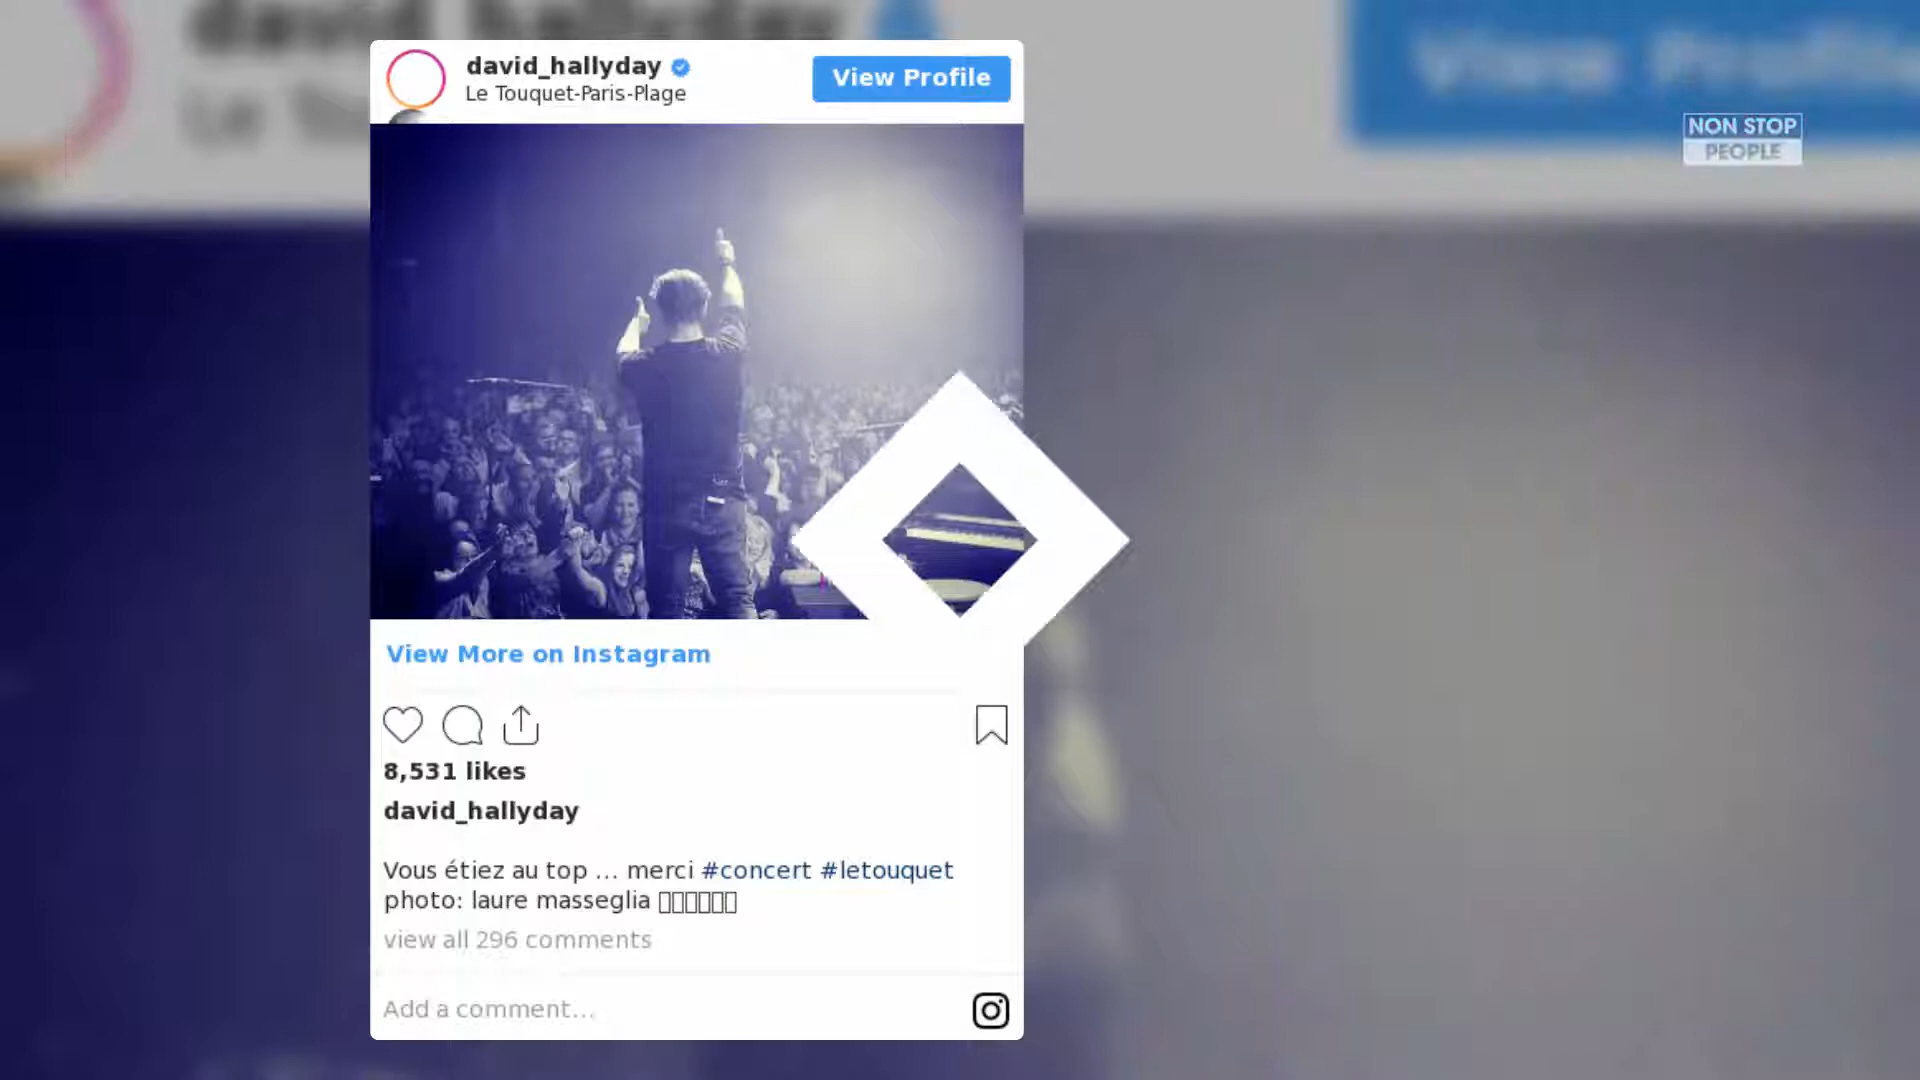 david_hallyday
Le Touquet-Paris-Plage
View Profile
NON STOP
PEOPLE
View More on Instagram
8,531 likes
david_hallyday
Vous étiez au top ... merci #concert #letouquet
photo: laure masseglia
view all 296 comments
Add a comment...